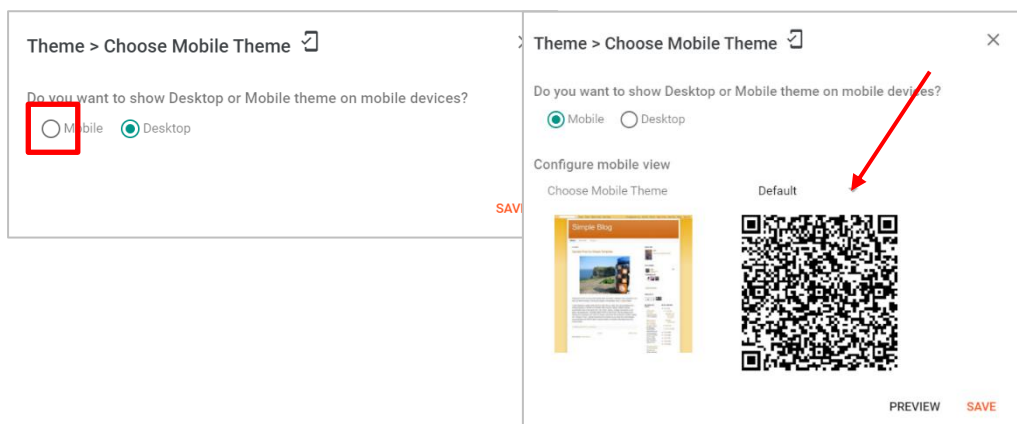 Theme > Choose Mobile Theme
Do you want to show Desktop or Mobile theme on mobile devices?
Mobile Desktop
SAV
Theme > Choose Mobile Theme
Do you want to show Desktop or Mobile theme on mobile devices?
Mobile Desktop
Configure mobile view
Choose Mobile Theme Default
Simple Blog
PREVIEW SAVE